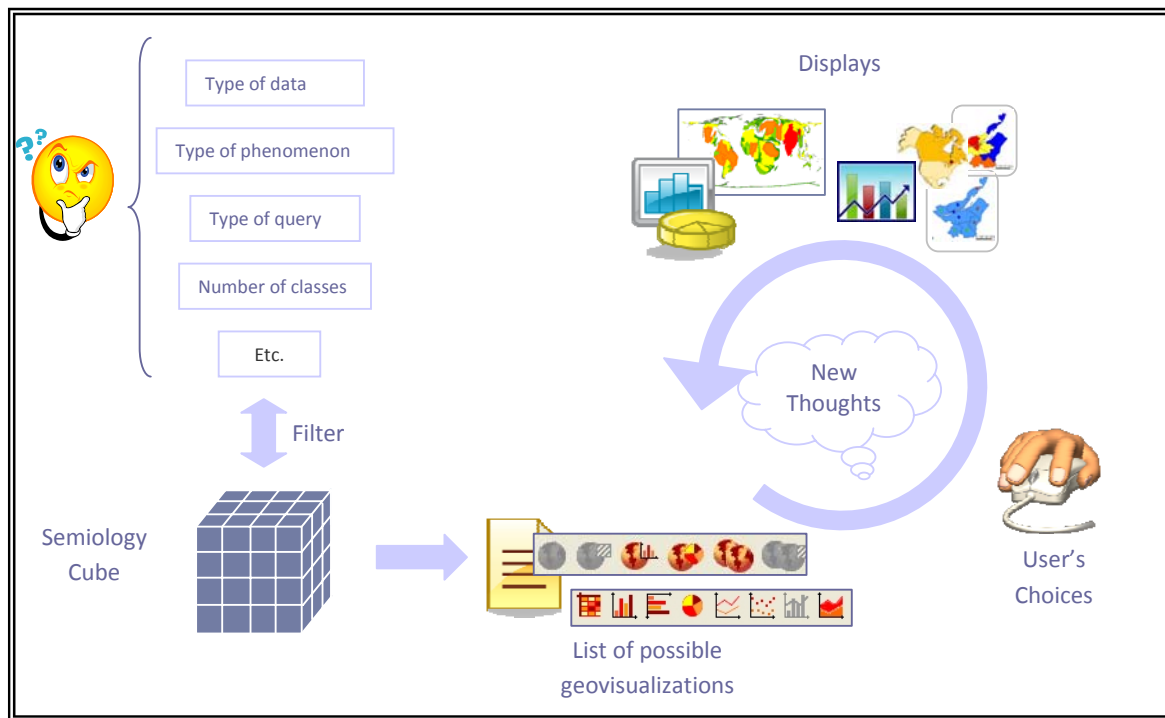 Type of data
Type of phenomenon
Type of query
Number of classes
Etc.
Filter
Semiology
Cube
List of possible
geovisualizations
User's
Choices
New
Thoughts
Displays
??